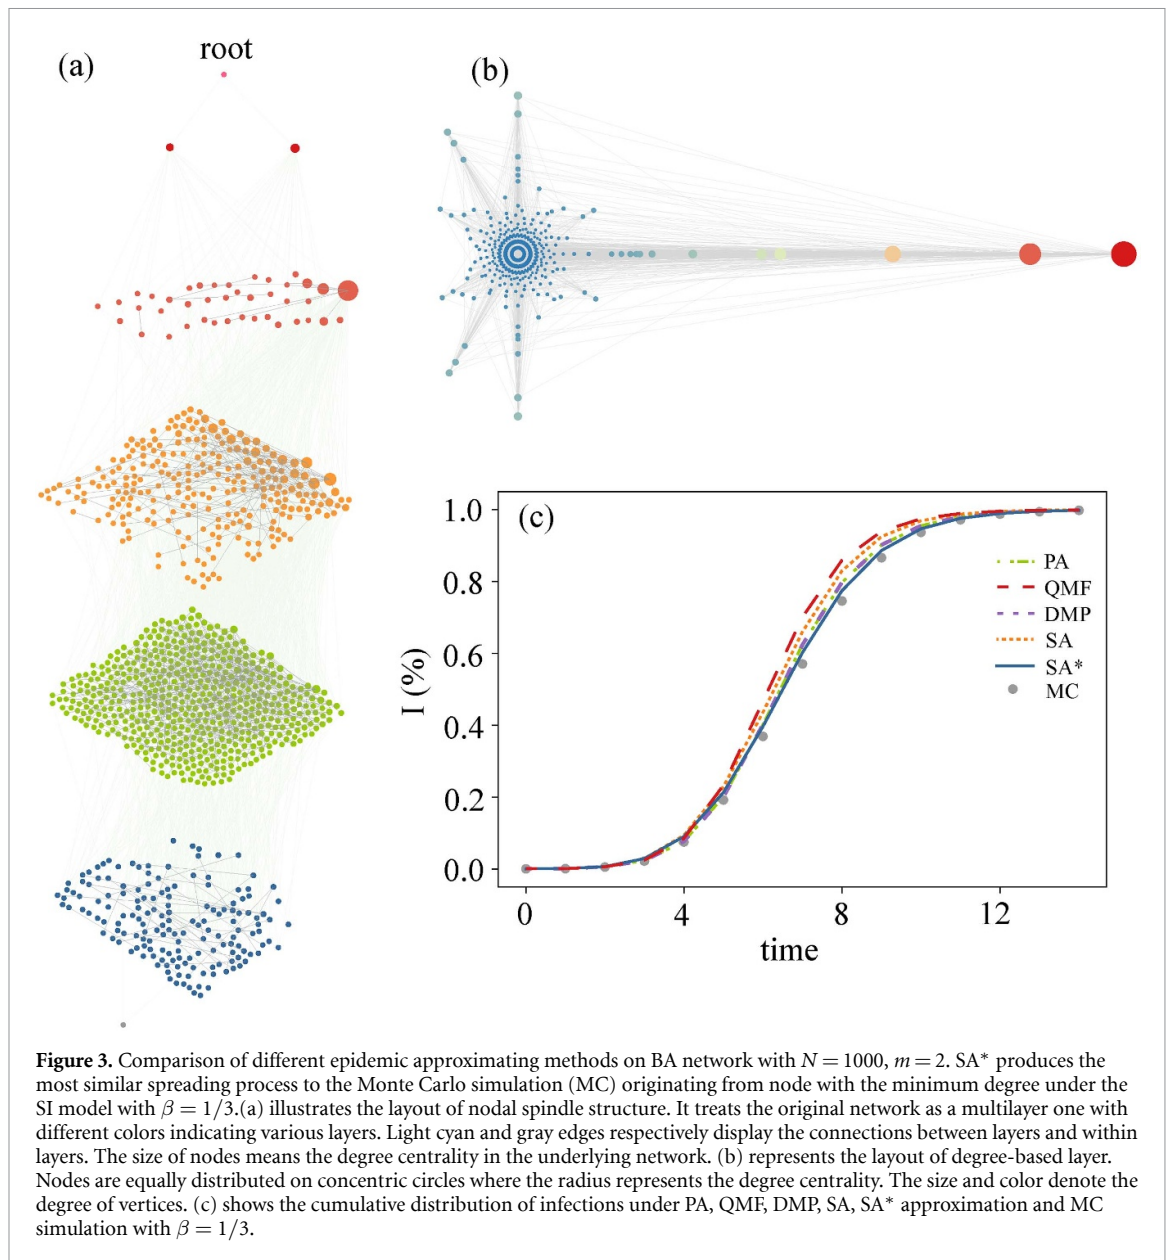 root
(a)
(b)
(c)
1.0
0.8
0.6
0.4
0.2
0.0
I (%)
PA
QMF
DMP
SA
SA*
MC
0
4
8
12
time
Figure 3. Comparison of different epidemic approximating methods on BA network with N = 1000, m = 2. SA* produces the
most similar spreading process to the Monte Carlo simulation (MC) originating from node with the minimum degree under the
SI model with β = 1/3.(a) illustrates the layout of nodal spindle structure. It treats the original network as a multilayer one with
different colors indicating various layers. Light cyan and gray edges respectively display the connections between layers and within
layers. The size of nodes means the degree centrality in the underlying network. (b) represents the layout of degree-based layer.
Nodes are equally distributed on concentric circles where the radius represents the degree centrality. The size and color denote the
degree of vertices. (c) shows the cumulative distribution of infections under PA, QMF, DMP, SA, SA* approximation and MC
simulation with β = 1/3.